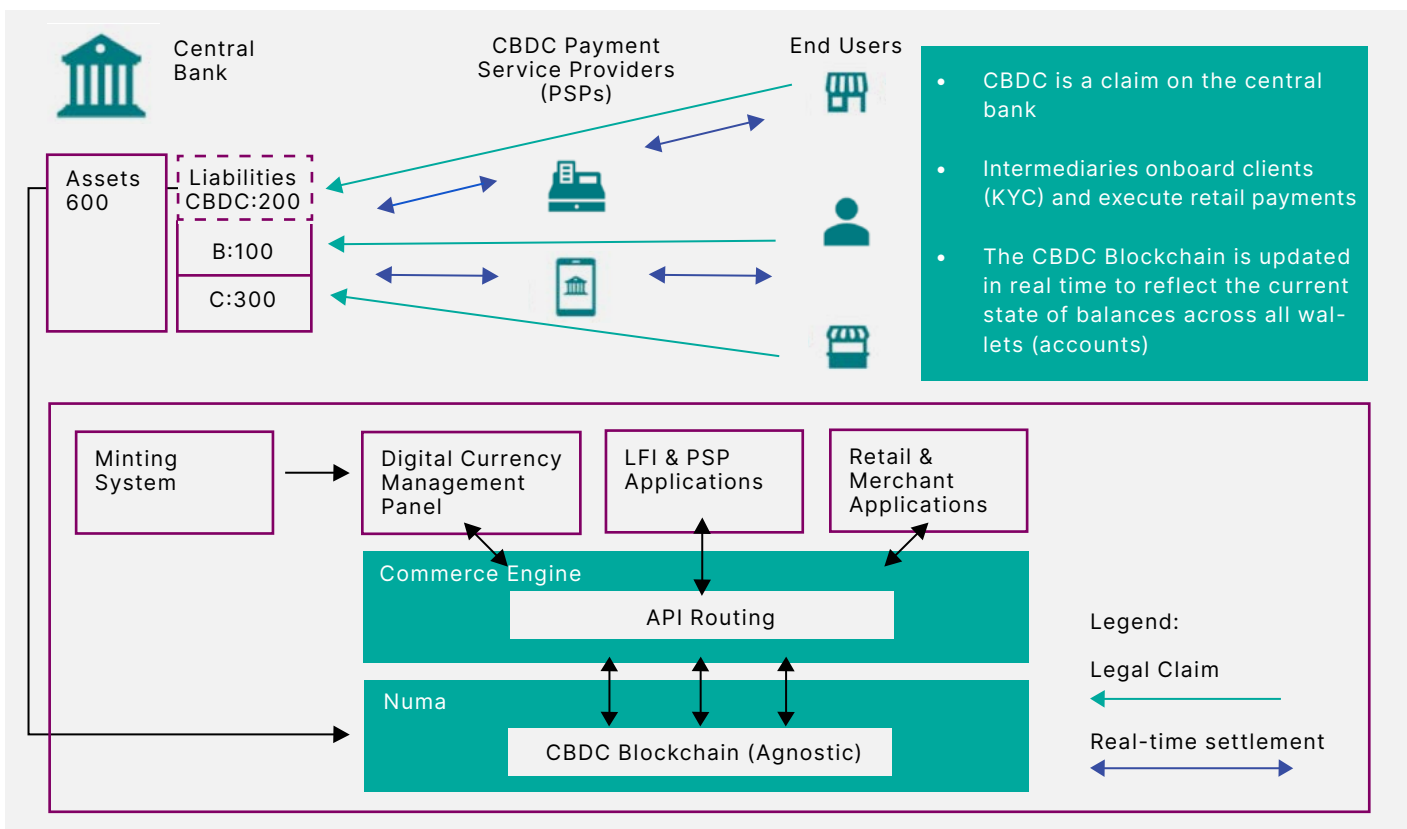 Central
Bank
CBDC Payment
Service Providers
(PSPs)
End Users
Assets
600
Liabilities
CBDC:200
B:100
C:300
• CBDC is a claim on the central
bank
• Intermediaries onboard clients
(KYC) and execute retail payments
• The CBDC Blockchain is updated
in real time to reflect the current
state of balances across all wal-
lets (accounts)
Minting
System
Digital Currency
Management
Panel
LFI & PSP
Applications
Retail &
Merchant
Applications
Commerce Engine
API Routing
Numa
CBDC Blockchain (Agnostic)
Legend:
Legal Claim
Real-time settlement